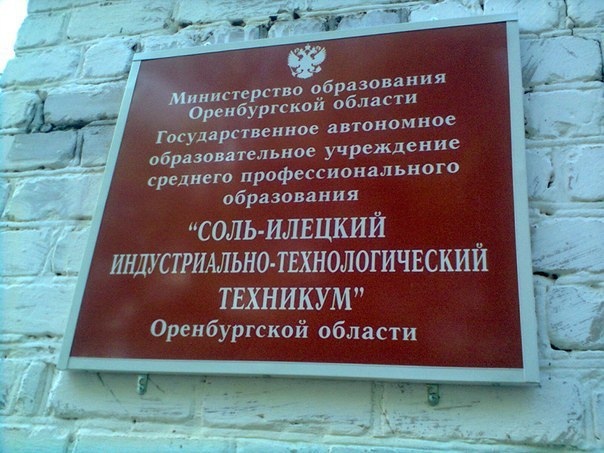 Министерство образования
Оренбургской области
Государственное автономное
образовательное учреждение
среднего профессионального
образования
"СОЛЬ-ИЛЕЦКИЙ
ИНДУСТРИАЛЬНО-ТЕХНОЛОГИЧЕСКИЙ
ТЕХНИКУМ"
Оренбургской области